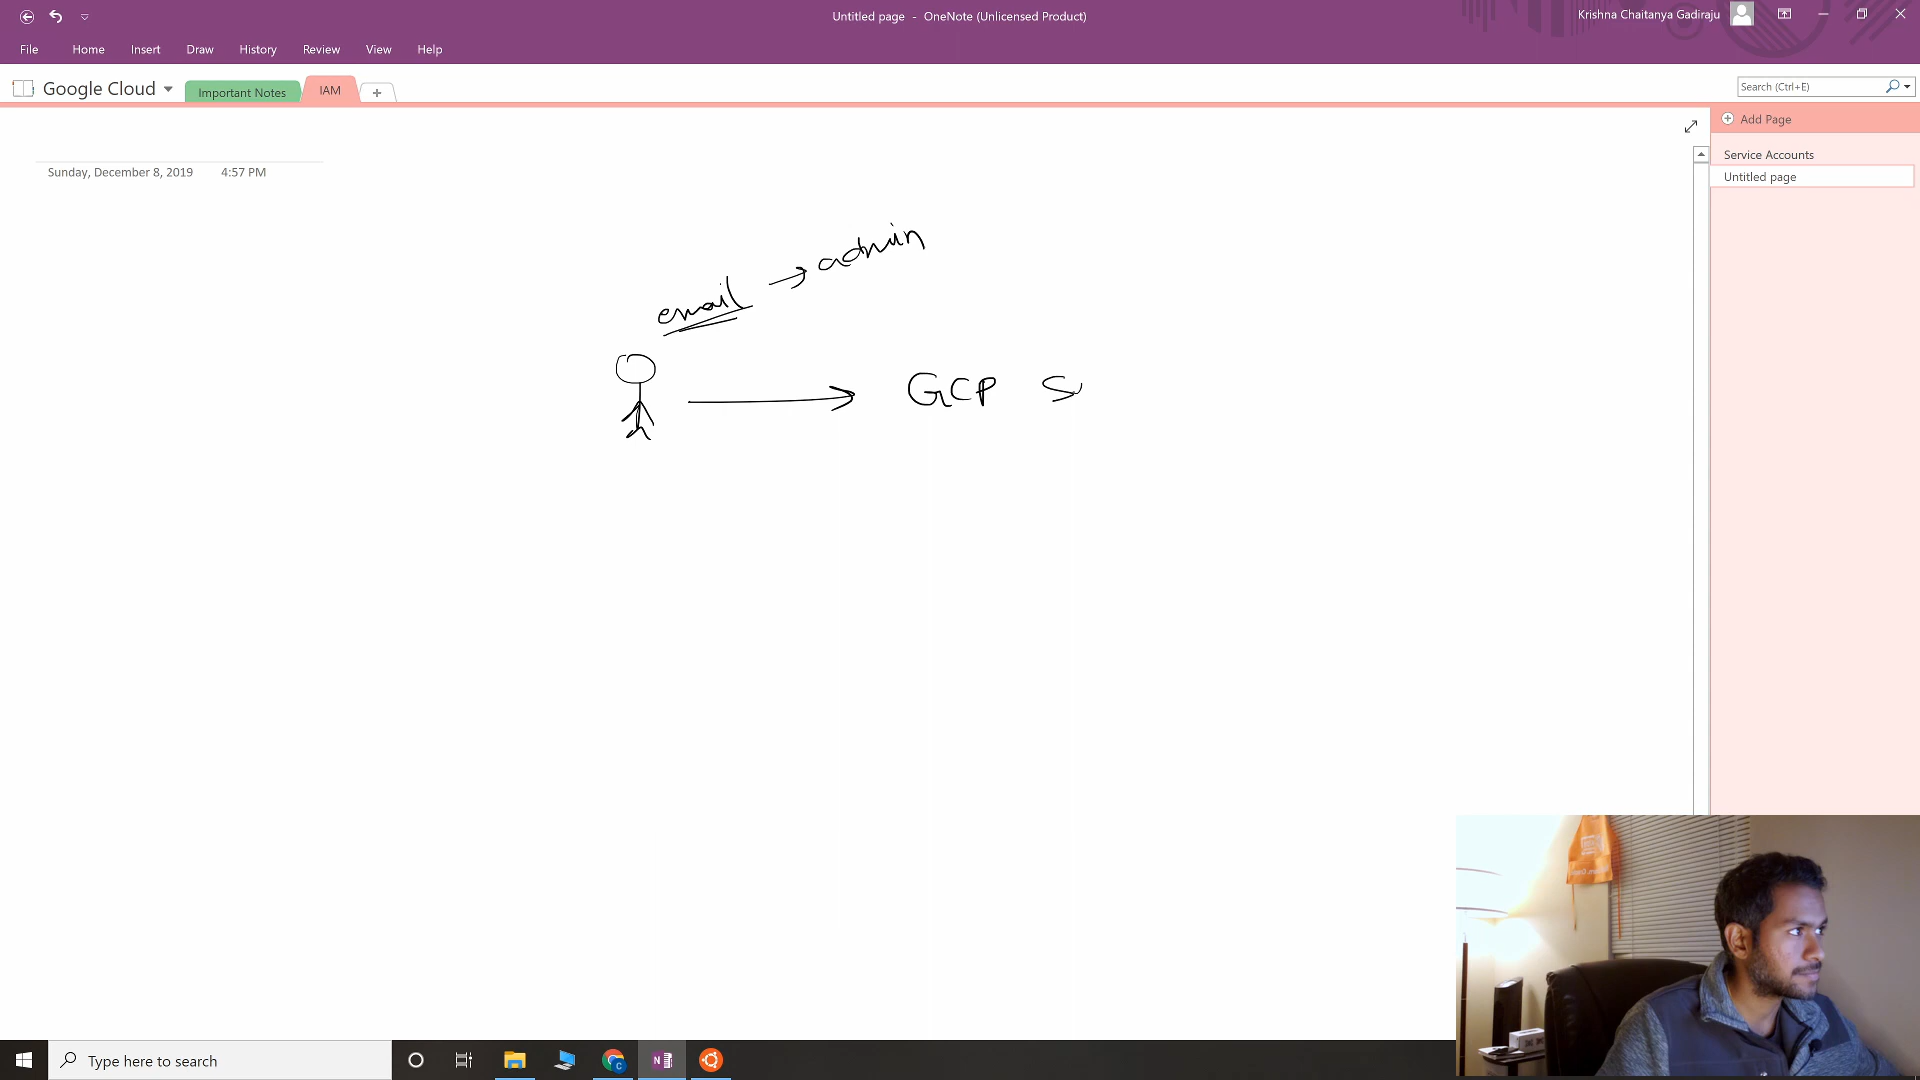 Untitled page - OneNote (Unlicensed Product)
Krishna Chaitanya Gadiraju
File Home Insert Draw History Review View Help
Google Cloud Important Notes IAM
Search (Ctrl+E)
Add Page
Service Accounts
Untitled page
Sunday, December 8, 2019 4:57 PM
email → admin
→ GCP S
Type here to search